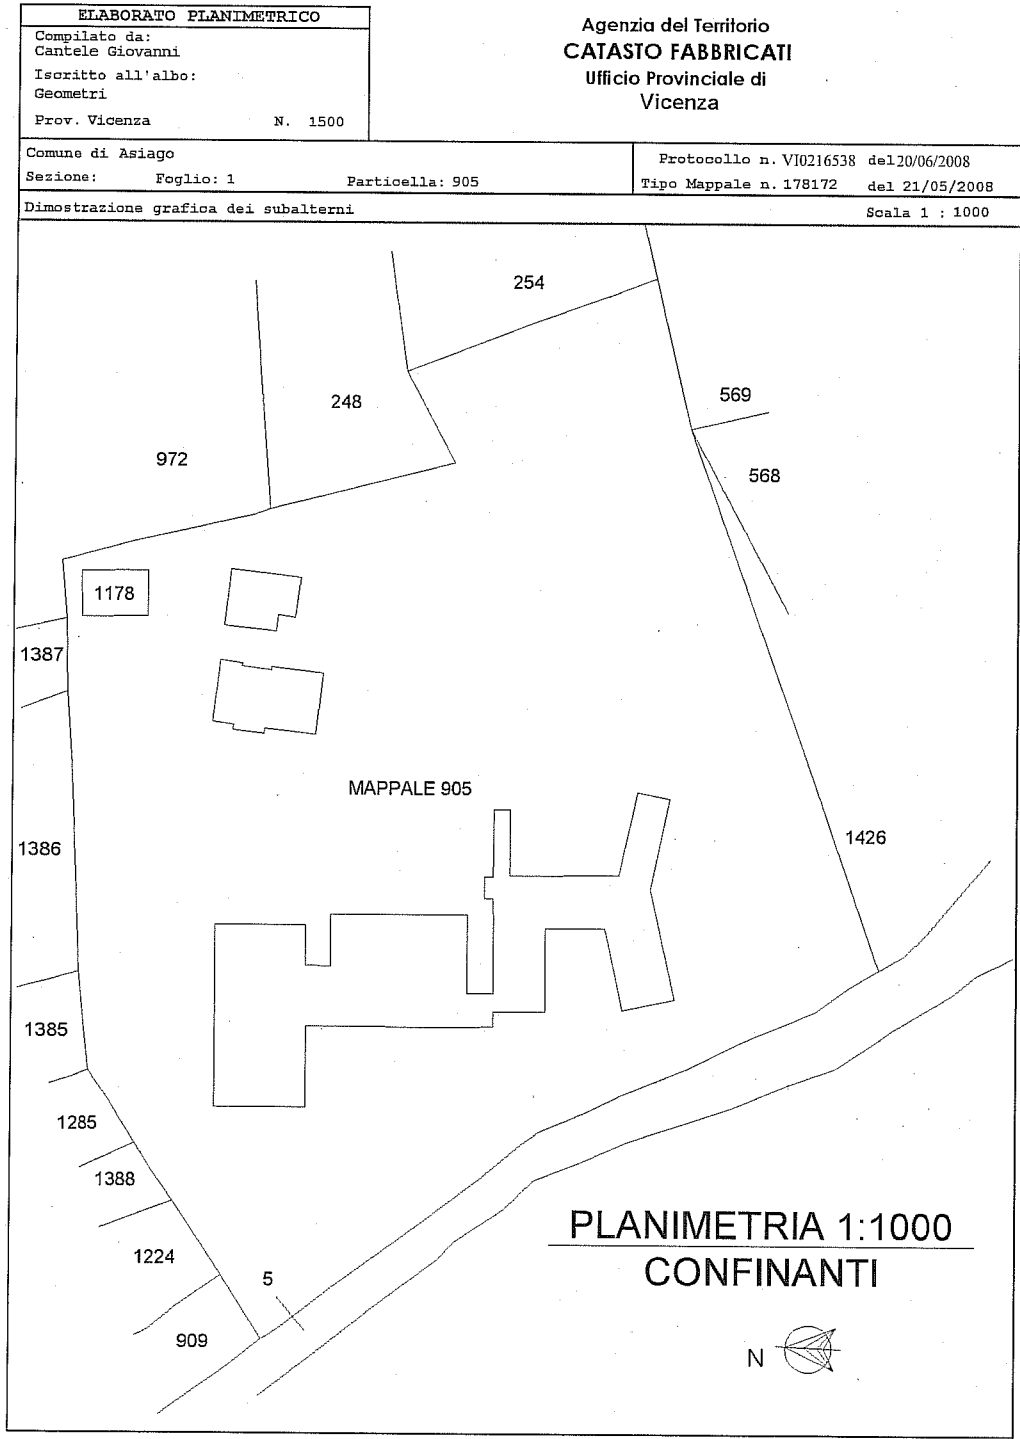 ELABORATO PLANIMETRICO
Compilato da:
Cantele Giovanni
Iscritto all'albo:
Geometri
Prov. Vicenza N. 1500
Agenzia del Territorio
CATASTO FABBRICATI
Ufficio Provinciale di
Vicenza
Comune di Asiago
Sezione: Foglio: 1 Particella: 905
Protocollo n. VI0216538 del 20/06/2008
Tipo Mappale n. 178172 del 21/05/2008
Dimostrazione grafica dei subalterni Scala 1 : 1000
254
569
248
972
568
1178
1387
MAPPALE 905
1386
1426
1385
1285
1388
1224
5
909
PLANIMETRIA 1:1000
CONFINANTI
N